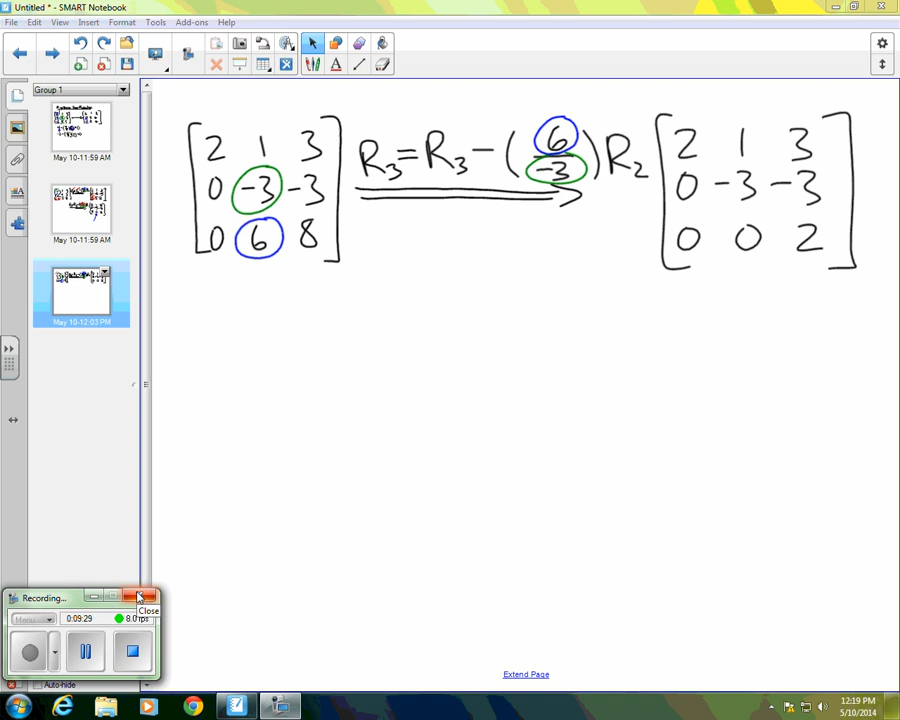 Untitled * - SMART Notebook
File Edit View Insert Format Tools Add-ons Help
Group 1
May 10-11:59 AM
May 10-11:59 AM
May 10-12:03 PM
2 1 3
0 -3 -3
0 6 8
R₃=R₃-(6/-3)R₂
2 1 3
0 -3 -3
0 0 2
Recording...
Close
Menu 0:09:29 8.0 fps
Auto-hide
Extend Page
12:19 PM
5/10/2014